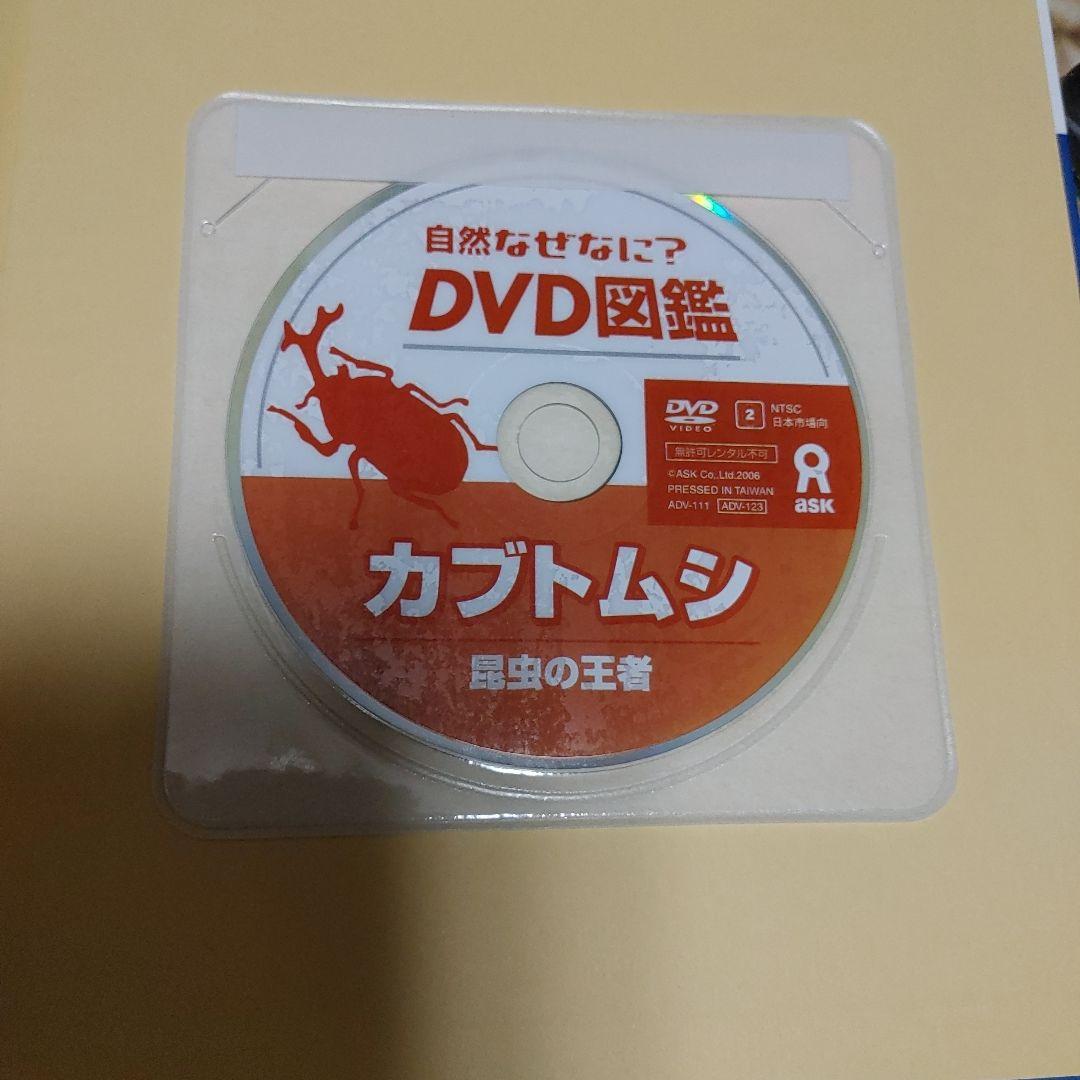 自然なぜなに?
DVD図鑑
DVD
VIDEO
2
NTSC
日本市場向
無許可レンタル不可
©ASK Co.,Ltd.2006
PRESSED IN TAIWAN
ADV-111 ADV-123
ask
カブトムシ
昆虫の王者